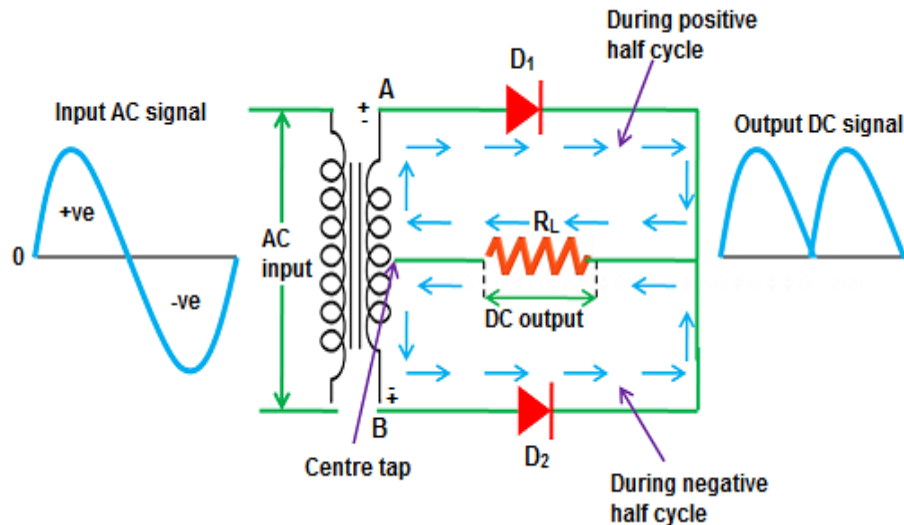 During positive
half cycle
D₁
A
Input AC signal
+
-
Output DC signal
+ve
R_L
0
AC
input
-ve
DC output
-
+
B
D₂
Centre tap
During negative
half cycle